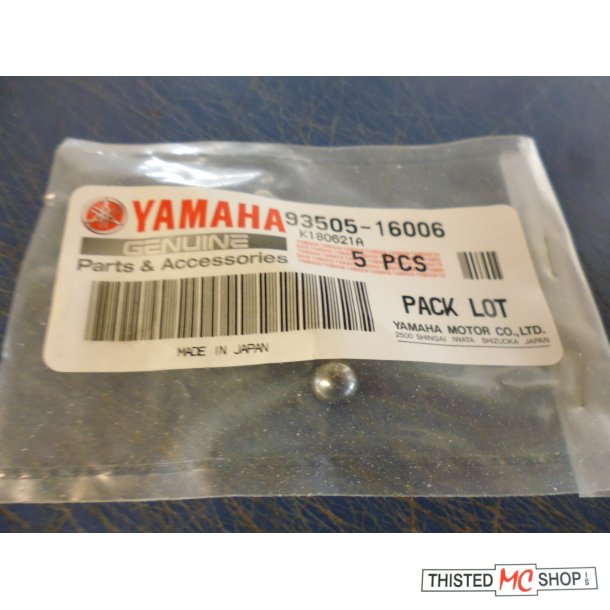 YAMAHA 93505-16006
GENUINE K180621A
Parts & Accessories 5 PCS
PACK LOT
YAMAHA MOTOR CO.,LTD.
2500 SHINGAI IWATA SHIZUOKA JAPAN
MADE IN JAPAN
THISTED MC SHOP I/S